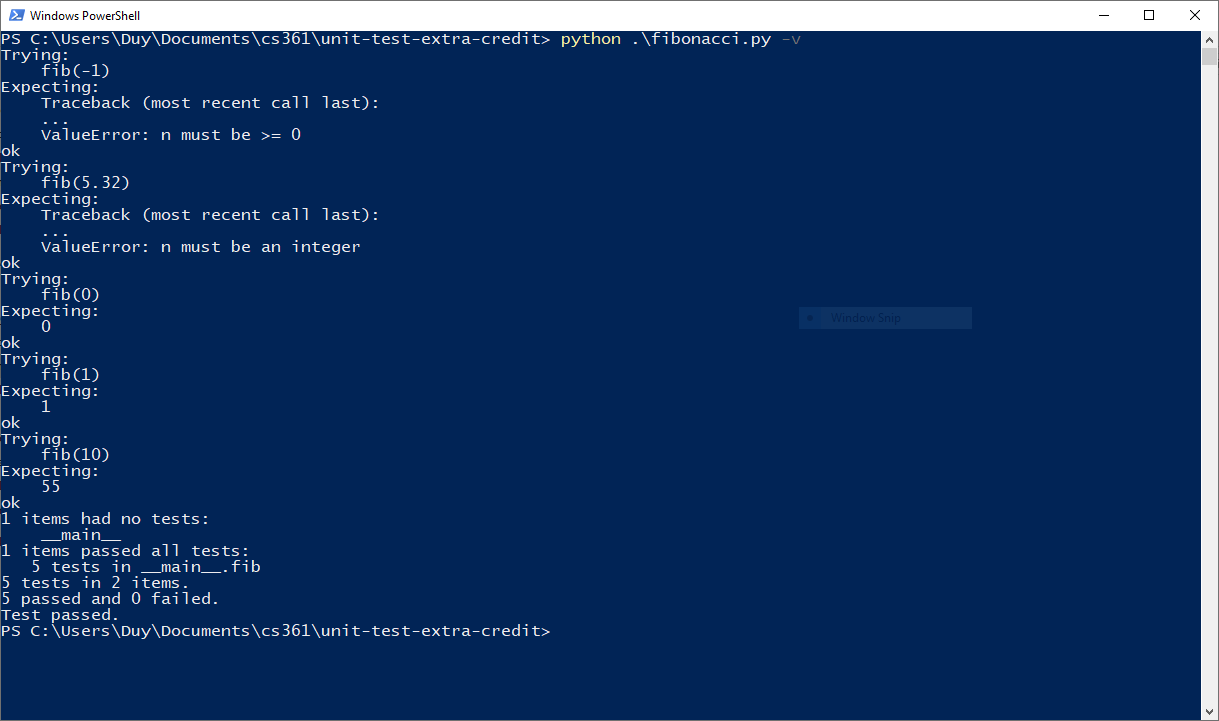 Windows PowerShell
PS C:\Users\Duy\Documents\cs361\unit-test-extra-credit> python .\fibonacci.py -v
Trying:
    fib(-1)
Expecting:
    Traceback (most recent call last):
    ...
    ValueError: n must be >= 0
ok
Trying:
    fib(5.32)
Expecting:
    Traceback (most recent call last):
    ...
    ValueError: n must be an integer
ok
Trying:
    fib(0)
Expecting:
    0
Window Snip
ok
Trying:
    fib(1)
Expecting:
    1
ok
Trying:
    fib(10)
Expecting:
    55
ok
1 items had no tests:
    __main__
1 items passed all tests:
   5 tests in __main__.fib
5 tests in 2 items.
5 passed and 0 failed.
Test passed.
PS C:\Users\Duy\Documents\cs361\unit-test-extra-credit>